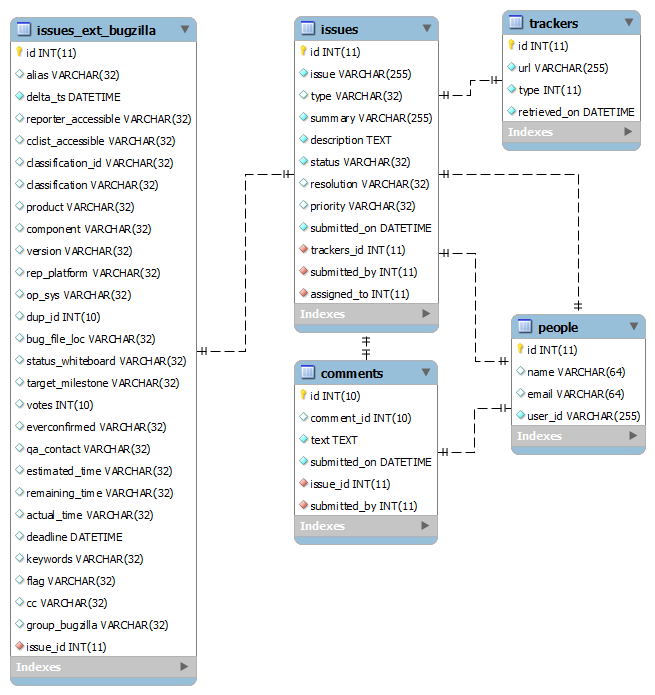 issues_ext_bugzilla
id INT(11)
alias VARCHAR(32)
delta_ts DATETIME
reporter_accessible VARCHAR(32)
cclist_accessible VARCHAR(32)
classification_id VARCHAR(32)
classification VARCHAR(32)
product VARCHAR(32)
component VARCHAR(32)
version VARCHAR(32)
rep_platform VARCHAR(32)
op_sys VARCHAR(32)
dup_id INT(10)
bug_file_loc VARCHAR(32)
status_whiteboard VARCHAR(32)
target_milestone VARCHAR(32)
votes INT(10)
everconfirmed VARCHAR(32)
qa_contact VARCHAR(32)
estimated_time VARCHAR(32)
remaining_time VARCHAR(32)
actual_time VARCHAR(32)
deadline DATETIME
keywords VARCHAR(32)
flag VARCHAR(32)
cc VARCHAR(32)
group_bugzilla VARCHAR(32)
issue_id INT(11)
Indexes
issues
id INT(11)
issue VARCHAR(255)
type VARCHAR(32)
summary VARCHAR(255)
description TEXT
status VARCHAR(32)
resolution VARCHAR(32)
priority VARCHAR(32)
submitted_on DATETIME
trackers_id INT(11)
submitted_by INT(11)
assigned_to INT(11)
Indexes
comments
id INT(10)
comment_id INT(10)
text TEXT
submitted_on DATETIME
issue_id INT(11)
submitted_by INT(11)
Indexes
trackers
id INT(11)
url VARCHAR(255)
type INT(11)
retrieved_on DATETIME
Indexes
people
id INT(11)
name VARCHAR(64)
email VARCHAR(64)
user_id VARCHAR(255)
Indexes